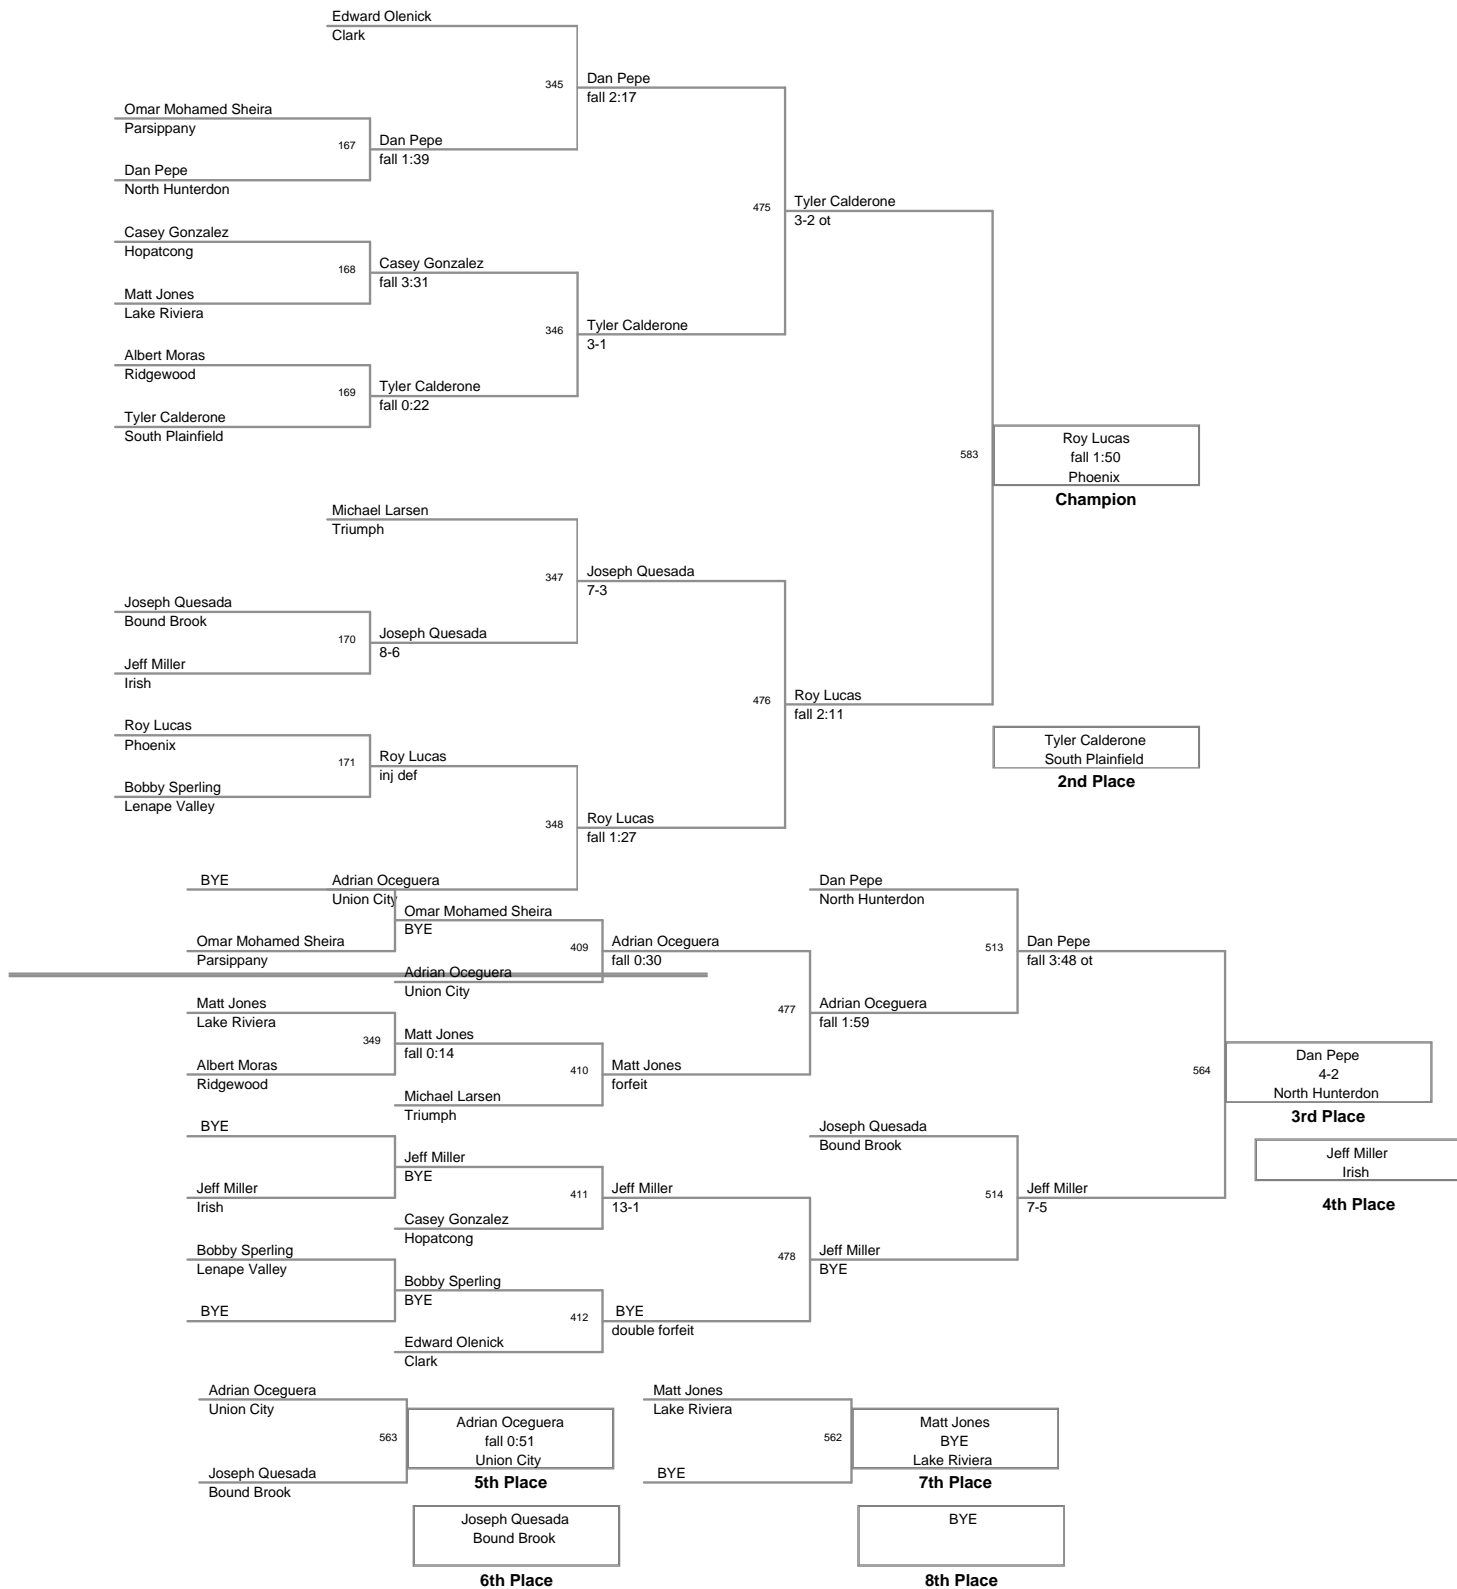 Edward Olenick
Clark
345
Dan Pepe
fall 2:17
Omar Mohamed Sheira
Parsippany
167
Dan Pepe
fall 1:39
Dan Pepe
North Hunterdon
475
Tyler Calderone
3-2 ot
Casey Gonzalez
Hopatcong
168
Casey Gonzalez
fall 3:31
Matt Jones
Lake Riviera
346
Tyler Calderone
3-1
Albert Moras
Ridgewood
169
Tyler Calderone
fall 0:22
Tyler Calderone
South Plainfield
583
Roy Lucas
fall 1:50
Phoenix
Champion
Michael Larsen
Triumph
347
Joseph Quesada
7-3
Joseph Quesada
Bound Brook
170
Joseph Quesada
8-6
Jeff Miller
Irish
476
Roy Lucas
fall 2:11
Roy Lucas
Phoenix
171
Roy Lucas
inj def
Bobby Sperling
Lenape Valley
Tyler Calderone
South Plainfield
2nd Place
348
Roy Lucas
fall 1:27
BYE
Adrian Oceguera
Union City
Omar Mohamed Sheira
BYE
Omar Mohamed Sheira
Parsippany
409
Adrian Oceguera
fall 0:30
Adrian Oceguera
Union City
Dan Pepe
North Hunterdon
513
Dan Pepe
fall 3:48 ot
477
Adrian Oceguera
fall 1:59
Matt Jones
Lake Riviera
349
Matt Jones
fall 0:14
Albert Moras
Ridgewood
410
Matt Jones
forfeit
Michael Larsen
Triumph
564
Dan Pepe
4-2
North Hunterdon
3rd Place
BYE
Jeff Miller
BYE
Jeff Miller
Irish
411
Jeff Miller
13-1
Casey Gonzalez
Hopatcong
Joseph Quesada
Bound Brook
514
Jeff Miller
7-5
Jeff Miller
Irish
4th Place
478
Jeff Miller
BYE
Bobby Sperling
Lenape Valley
Bobby Sperling
BYE
BYE
412
BYE
double forfeit
Edward Olenick
Clark
Adrian Oceguera
Union City
563
Adrian Oceguera
fall 0:51
Union City
5th Place
Joseph Quesada
Bound Brook
Joseph Quesada
Bound Brook
6th Place
Matt Jones
Lake Riviera
562
Matt Jones
BYE
Lake Riviera
7th Place
BYE
BYE
8th Place